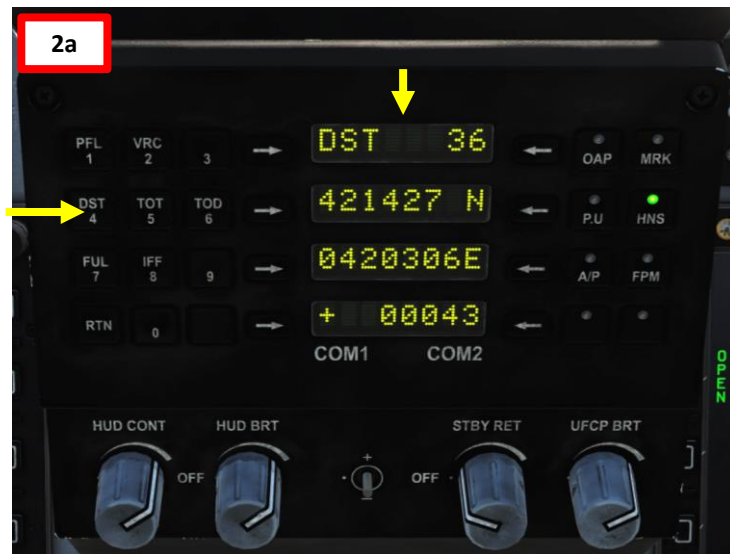 2a
PFL VRC
1 2 3
DST 36
OAP MRK
DST TOT TOD
4 5 6
421427 N
P.U HNS
FUL IFF
7 8 9
0420306E
A/P FPM
RTN 0
+ 00043
COM1 COM2
OPEN
HUD CONT HUD BRT STBY RET UFCP BRT
OFF + OFF
-